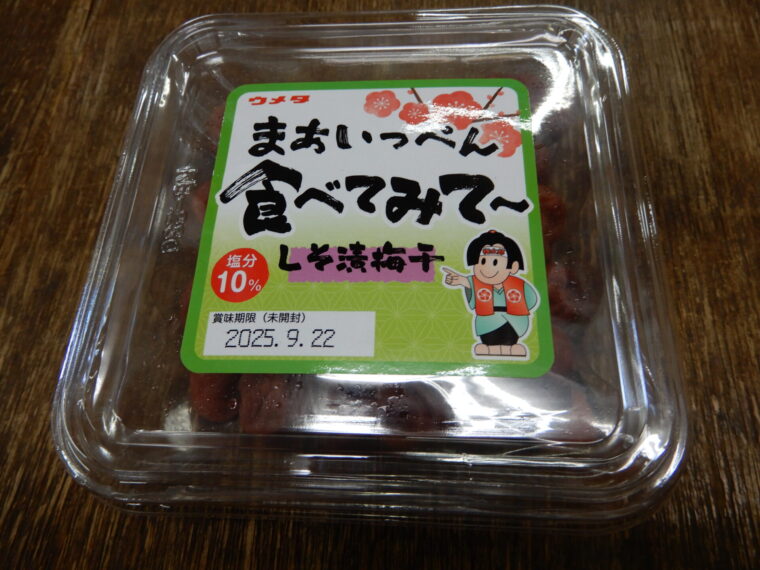 ウメタ
まあいっぺん
食べてみて～
しそ漬梅干
塩分
10%
賞味期限（未開封）
2025.9.22